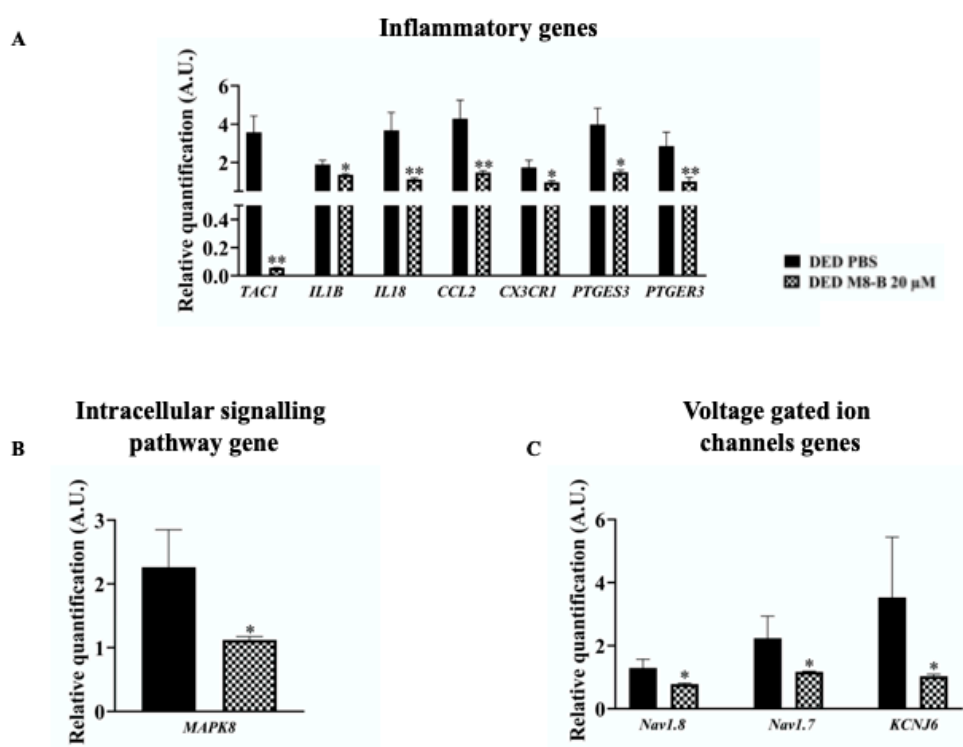 A
Inflammatory genes
Relative quantification (A.U.)
6
4
2
0.4
0.2
0.0
** * ** ** * * **
TAC1 IL1B IL18 CCL2 CX3CR1 PTGES3 PTGER3
DED PBS
DED M8-B 20 µM
B
Intracellular signalling
pathway gene
Relative quantification (A.U.)
3
2
1
0
*
MAPK8
C
Voltage gated ion
channels genes
Relative quantification (A.U.)
6
4
2
0
* * *
Nav1.8 Nav1.7 KCNJ6